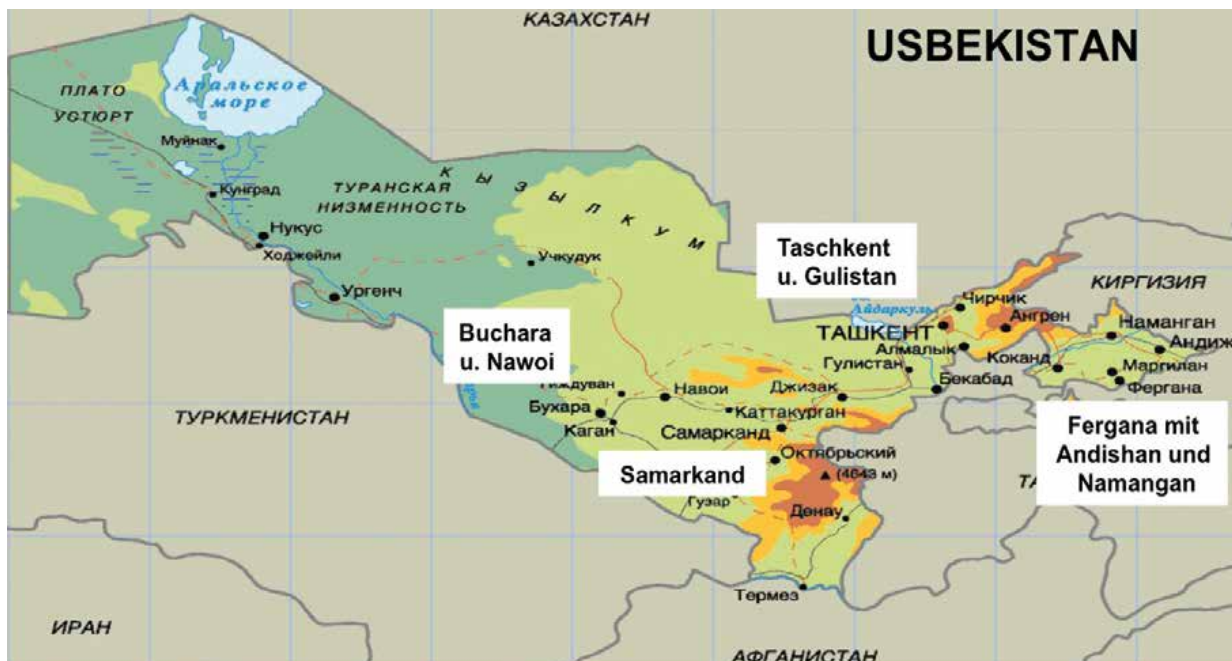 КАЗАХСТАН
USBEKISTAN
Аральское
море
ПЛАТО
УСТЮРТ
Муйнак
Кунград
ТУРАНСКАЯ
НИЗМЕННОСТЬ
КЫЗЫЛКУМ
Нукус
Ходжейли
Учкудук
Ургенч
Taschkent
u. Gulistan
КИРГИЗИЯ
Айдаркуль
Чирчик
ТАШКЕНТ
Ангрен
Наманган
Андиж
Алмалык
Коканд
Гулистан
Маргилан
Бекабад
Фергана
Buchara
u. Nawoi
Навои
Джизак
ТУРКМЕНИСТАН
Бухара
Каттакурган
Каган
Самарканд
Fergana mit
Andishan und
Namangan
Октябрьский
(4643 м)
Samarkand
Гузар
Денау
Термез
ИРАН
АФГАНИСТАН